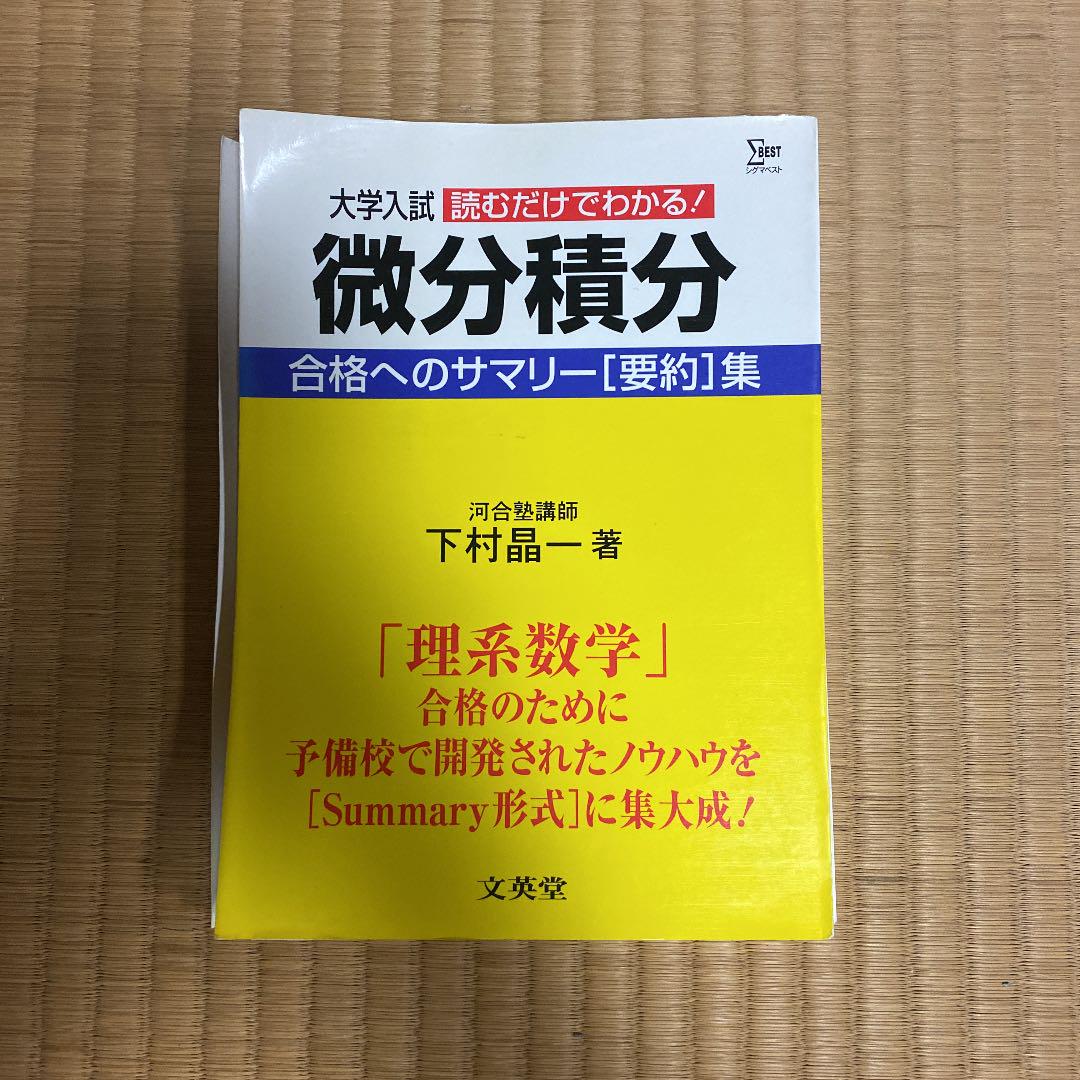 ΣBEST
シグマベスト
大学入試 読むだけでわかる!
微分積分
合格へのサマリー[要約]集
河合塾講師
下村晶一 著
「理系数学」
合格のために
予備校で開発されたノウハウを
[Summary形式]に集大成!
文英堂